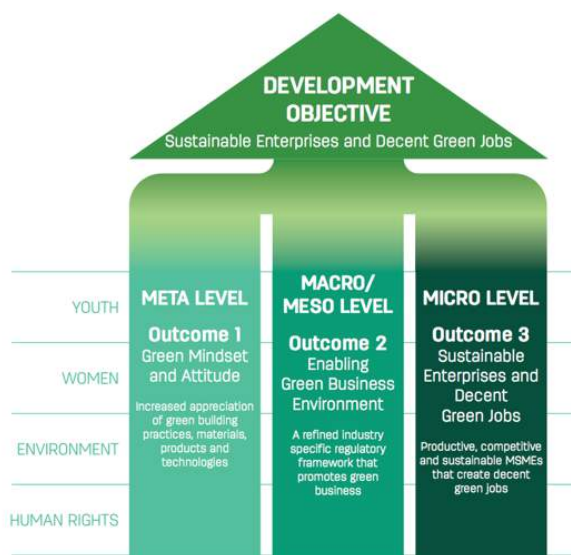 DEVELOPMENT
OBJECTIVE
Sustainable Enterprises and Decent Green Jobs
YOUTH
WOMEN
ENVIRONMENT
HUMAN RIGHTS
META LEVEL
Outcome 1
Green Mindset
and Attitude
Increased appreciation
of green building
practices, materials,
products and
technologies
MACRO/
MESO LEVEL
Outcome 2
Enabling
Green Business
Environment
A refined industry
specific regulatory
framework that
promotes green
business
MICRO LEVEL
Outcome 3
Sustainable
Enterprises and
Decent
Green Jobs
Productive, competitive
and sustainable MSMEs
that create decent
green jobs